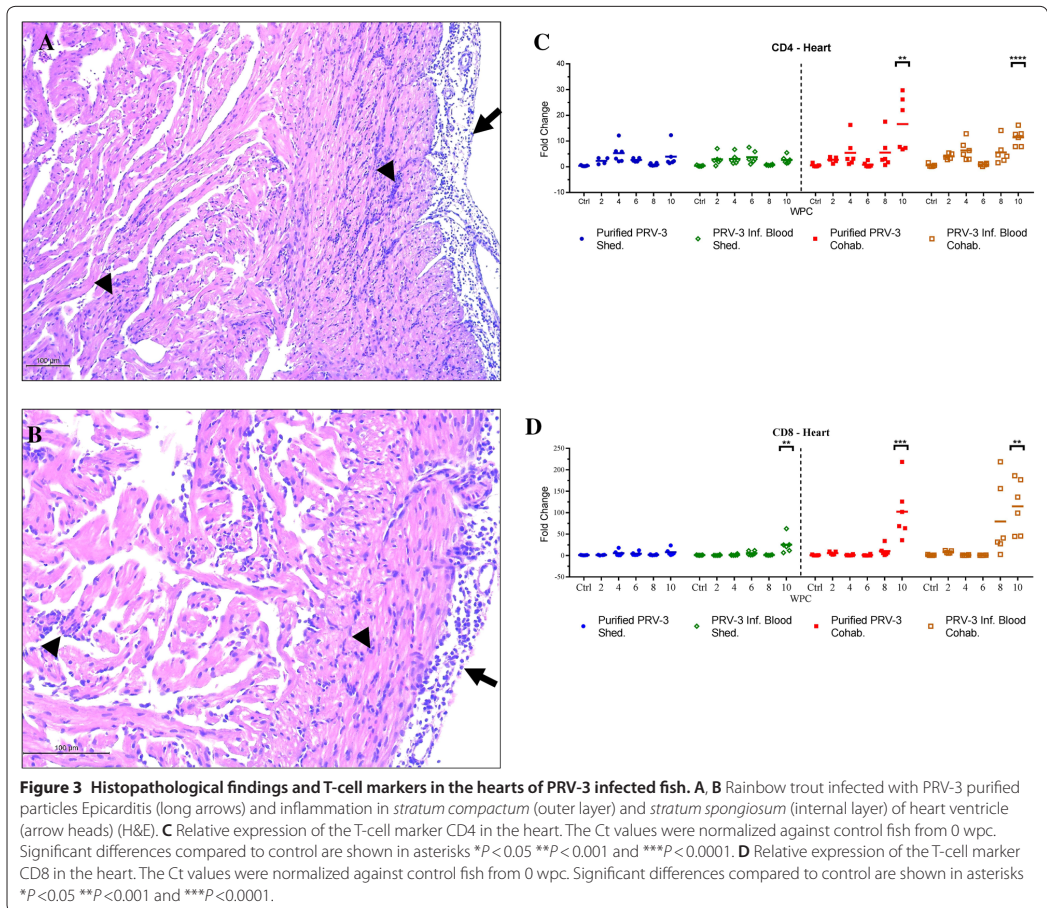 A
100 µm
B
100 µm
C
CD4 - Heart
Fold Change
40
30
20
10
0
-10
** ****
Ctrl 2 4 6 8 10 Ctrl 2 4 6 8 10 Ctrl 2 4 6 8 10 Ctrl 2 4 6 8 10
WPC
Purified PRV-3 Shed.
PRV-3 Inf. Blood Shed.
Purified PRV-3 Cohab.
PRV-3 Inf. Blood Cohab.
D
CD8 - Heart
Fold Change
250
200
150
100
50
0
-50
** *** **
Ctrl 2 4 6 8 10 Ctrl 2 4 6 8 10 Ctrl 2 4 6 8 10 Ctrl 2 4 6 8 10
WPC
Purified PRV-3 Shed.
PRV-3 Inf. Blood Shed.
Purified PRV-3 Cohab.
PRV-3 Inf. Blood Cohab.
Figure 3 Histopathological findings and T-cell markers in the hearts of PRV-3 infected fish. A, B Rainbow trout infected with PRV-3 purified
particles Epicarditis (long arrows) and inflammation in stratum compactum (outer layer) and stratum spongiosum (internal layer) of heart ventricle
(arrow heads) (H&E). C Relative expression of the T-cell marker CD4 in the heart. The Ct values were normalized against control fish from 0 wpc.
Significant differences compared to control are shown in asterisks *P < 0.05 **P < 0.001 and ***P < 0.0001. D Relative expression of the T-cell marker
CD8 in the heart. The Ct values were normalized against control fish from 0 wpc. Significant differences compared to control are shown in asterisks
*P < 0.05 **P < 0.001 and ***P < 0.0001.